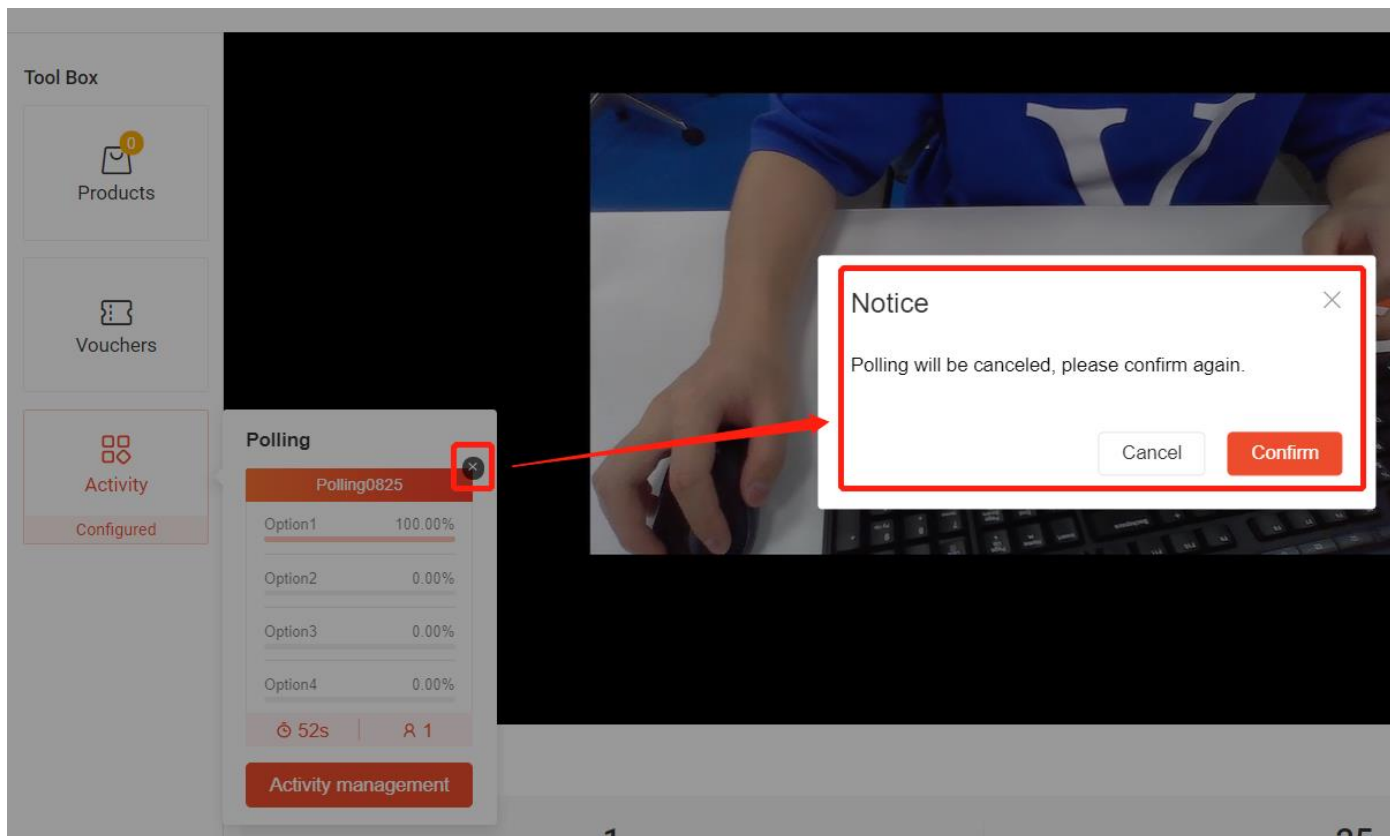 Tool Box
0
Products
Vouchers
Activity
Configured
Polling
Polling0825
Option1 100.00%
Option2 0.00%
Option3 0.00%
Option4 0.00%
52s 1
Activity management
Notice
Polling will be canceled, please confirm again.
Cancel Confirm